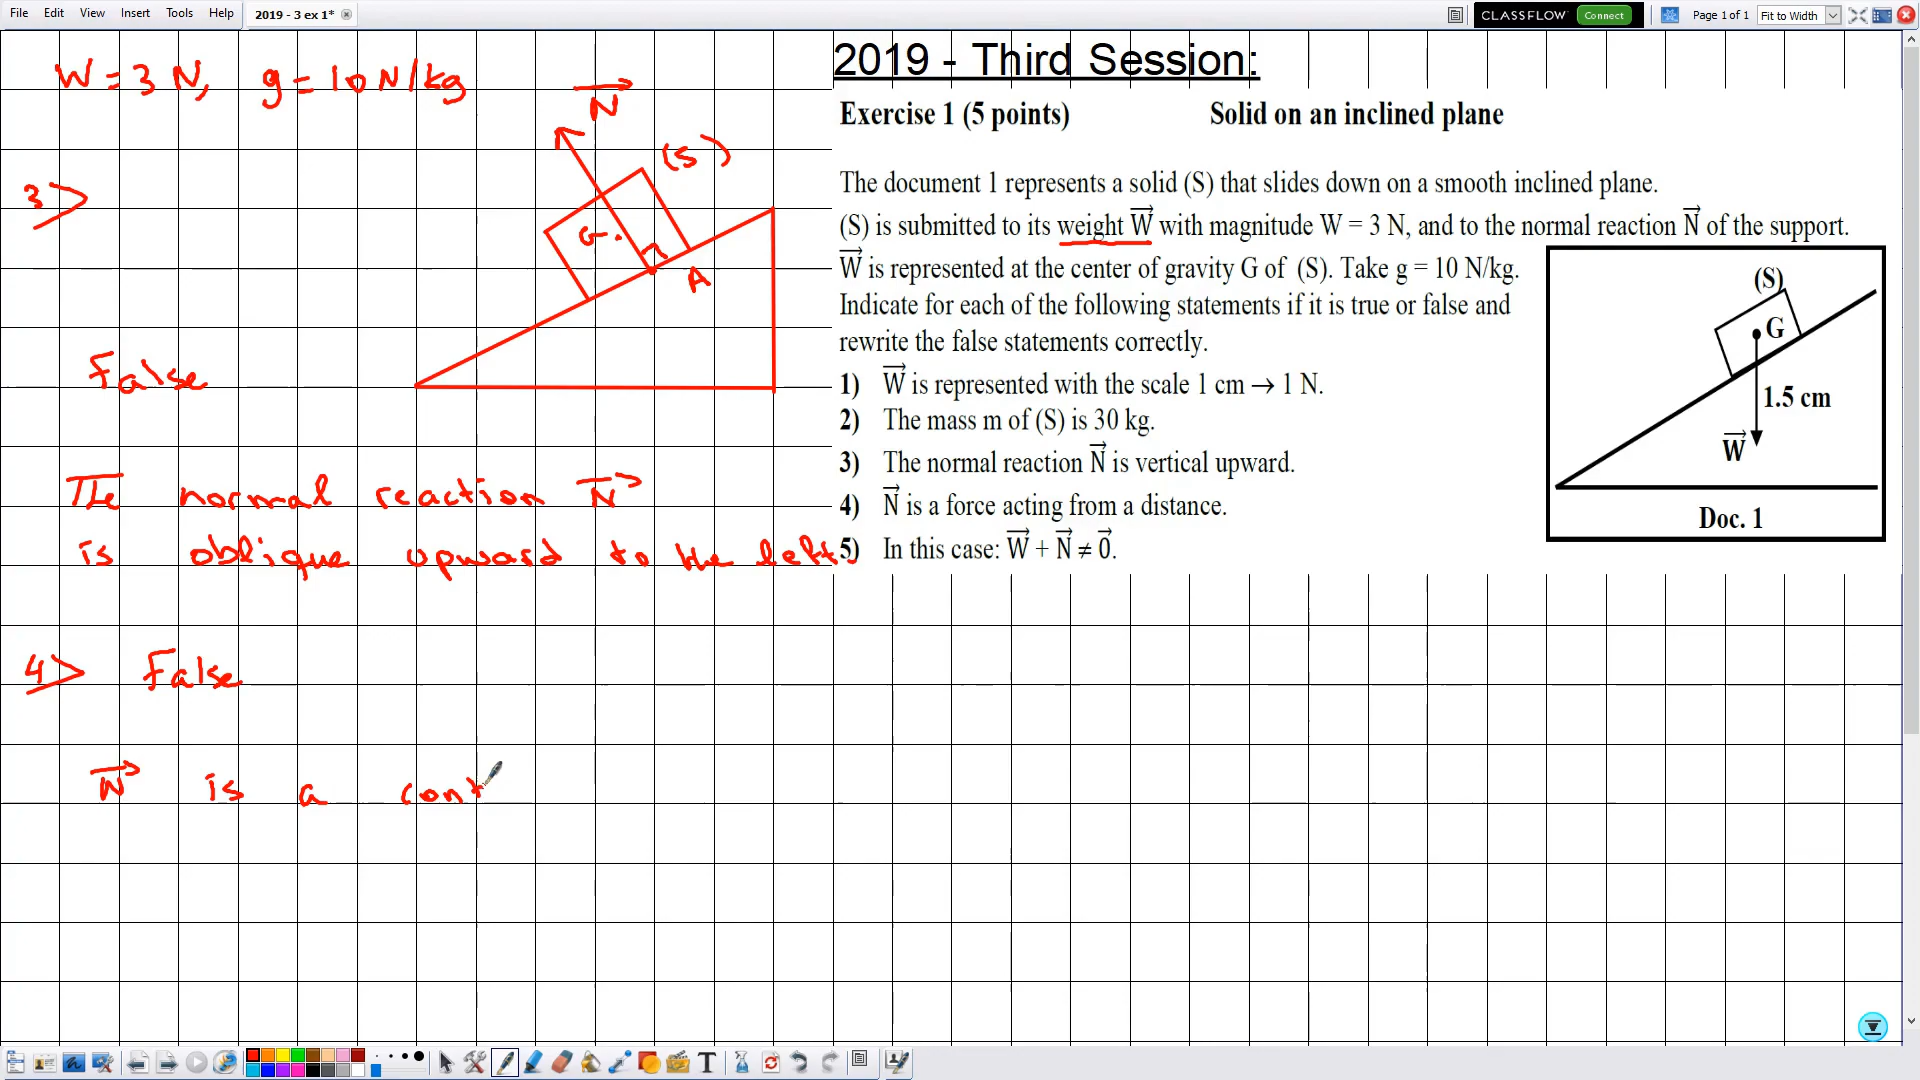 File Edit View Insert Tools Help 2019 - 3 ex 1* CLASSFLOW Connect Page 1 of 1 Fit to Width
W = 3 N, g = 10 N/kg
N
(S)
G
A
3>
False
The normal reaction N
is oblique upward to the left
4> False
N is a cont
2019 - Third Session:
Exercise 1 (5 points) Solid on an inclined plane
The document 1 represents a solid (S) that slides down on a smooth inclined plane.
(S) is submitted to its weight W with magnitude W = 3 N, and to the normal reaction N of the support.
W is represented at the center of gravity G of (S). Take g = 10 N/kg.
Indicate for each of the following statements if it is true or false and
rewrite the false statements correctly.
1) W is represented with the scale 1 cm → 1 N.
2) The mass m of (S) is 30 kg.
3) The normal reaction N is vertical upward.
4) N is a force acting from a distance.
5) In this case: W + N ≠ 0.
(S)
G
1.5 cm
W
Doc. 1
T